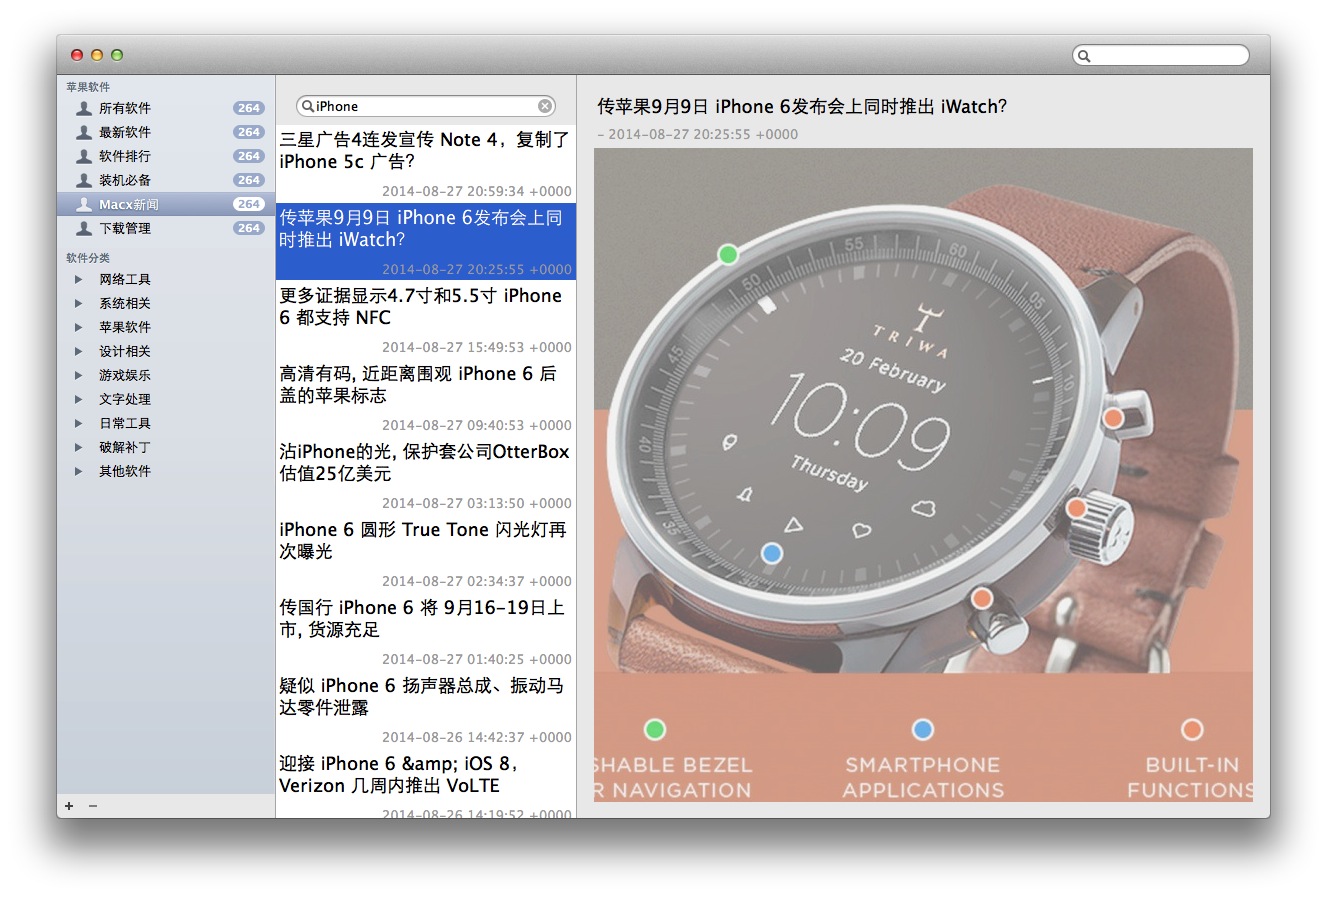 苹果软件
所有软件 264
最新软件 264
软件排行 264
装机必备 264
Macx新闻 264
下载管理 264
软件分类
网络工具
系统相关
苹果软件
设计相关
游戏娱乐
文字处理
日常工具
破解补丁
其他软件
+ −
iPhone
三星广告4连发宣传 Note 4，复制了
iPhone 5c 广告？
2014-08-27 20:59:34 +0000
传苹果9月9日 iPhone 6发布会上同
时推出 iWatch？
2014-08-27 20:25:55 +0000
更多证据显示4.7寸和5.5寸 iPhone
6 都支持 NFC
2014-08-27 15:49:53 +0000
高清有码, 近距离围观 iPhone 6 后
盖的苹果标志
2014-08-27 09:40:53 +0000
沾iPhone的光, 保护套公司OtterBox
估值25亿美元
2014-08-27 03:13:50 +0000
iPhone 6 圆形 True Tone 闪光灯再
次曝光
2014-08-27 02:34:37 +0000
传国行 iPhone 6 将 9月16-19日上
市, 货源充足
2014-08-27 01:40:25 +0000
疑似 iPhone 6 扬声器总成、振动马
达零件泄露
2014-08-26 14:42:37 +0000
迎接 iPhone 6 &amp; iOS 8，
Verizon 几周内推出 VoLTE
2014-08-26 14:19:52 +0000
传苹果9月9日 iPhone 6发布会上同时推出 iWatch？
- 2014-08-27 20:25:55 +0000
55
60
50
05
45
10
40
35
30
TRIWA
20 February
10:09
Thursday
SHABLE BEZEL
R NAVIGATION
SMARTPHONE
APPLICATIONS
BUILT-IN
FUNCTIONS